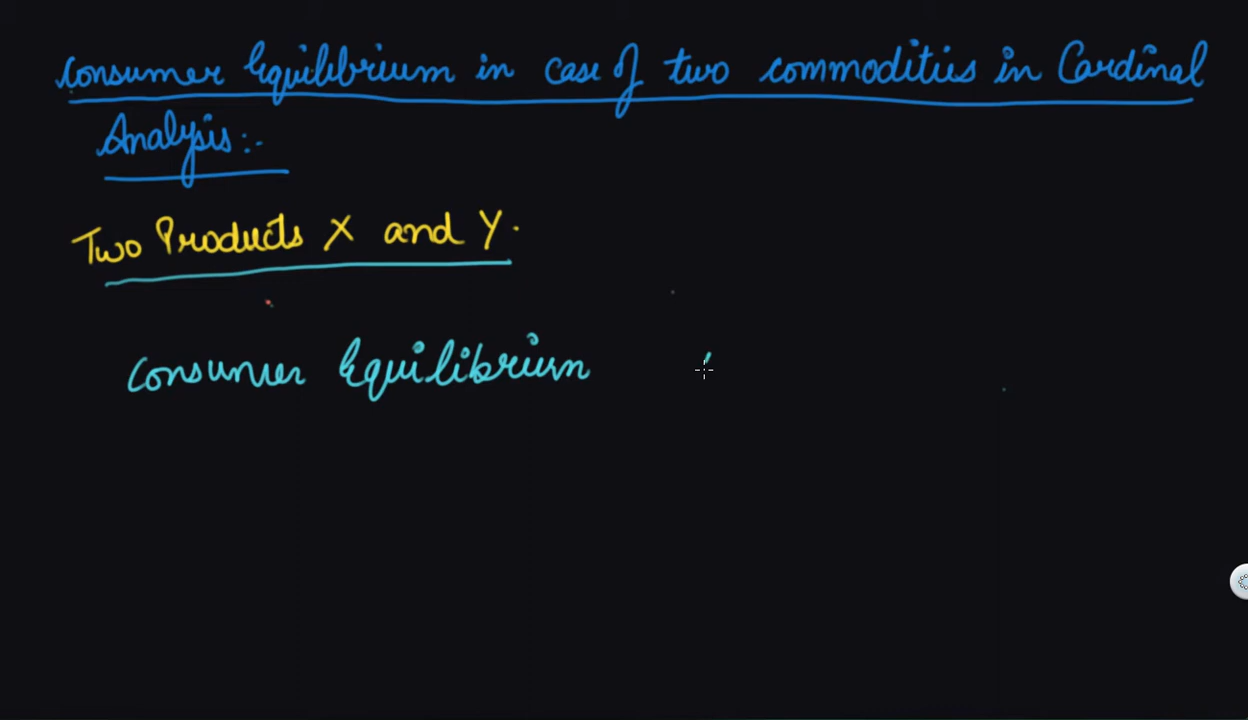 Consumer Equilibrium in case of two commodities in Cardinal
Analysis:-
Two Products X and Y.
Consumer Equilibrium